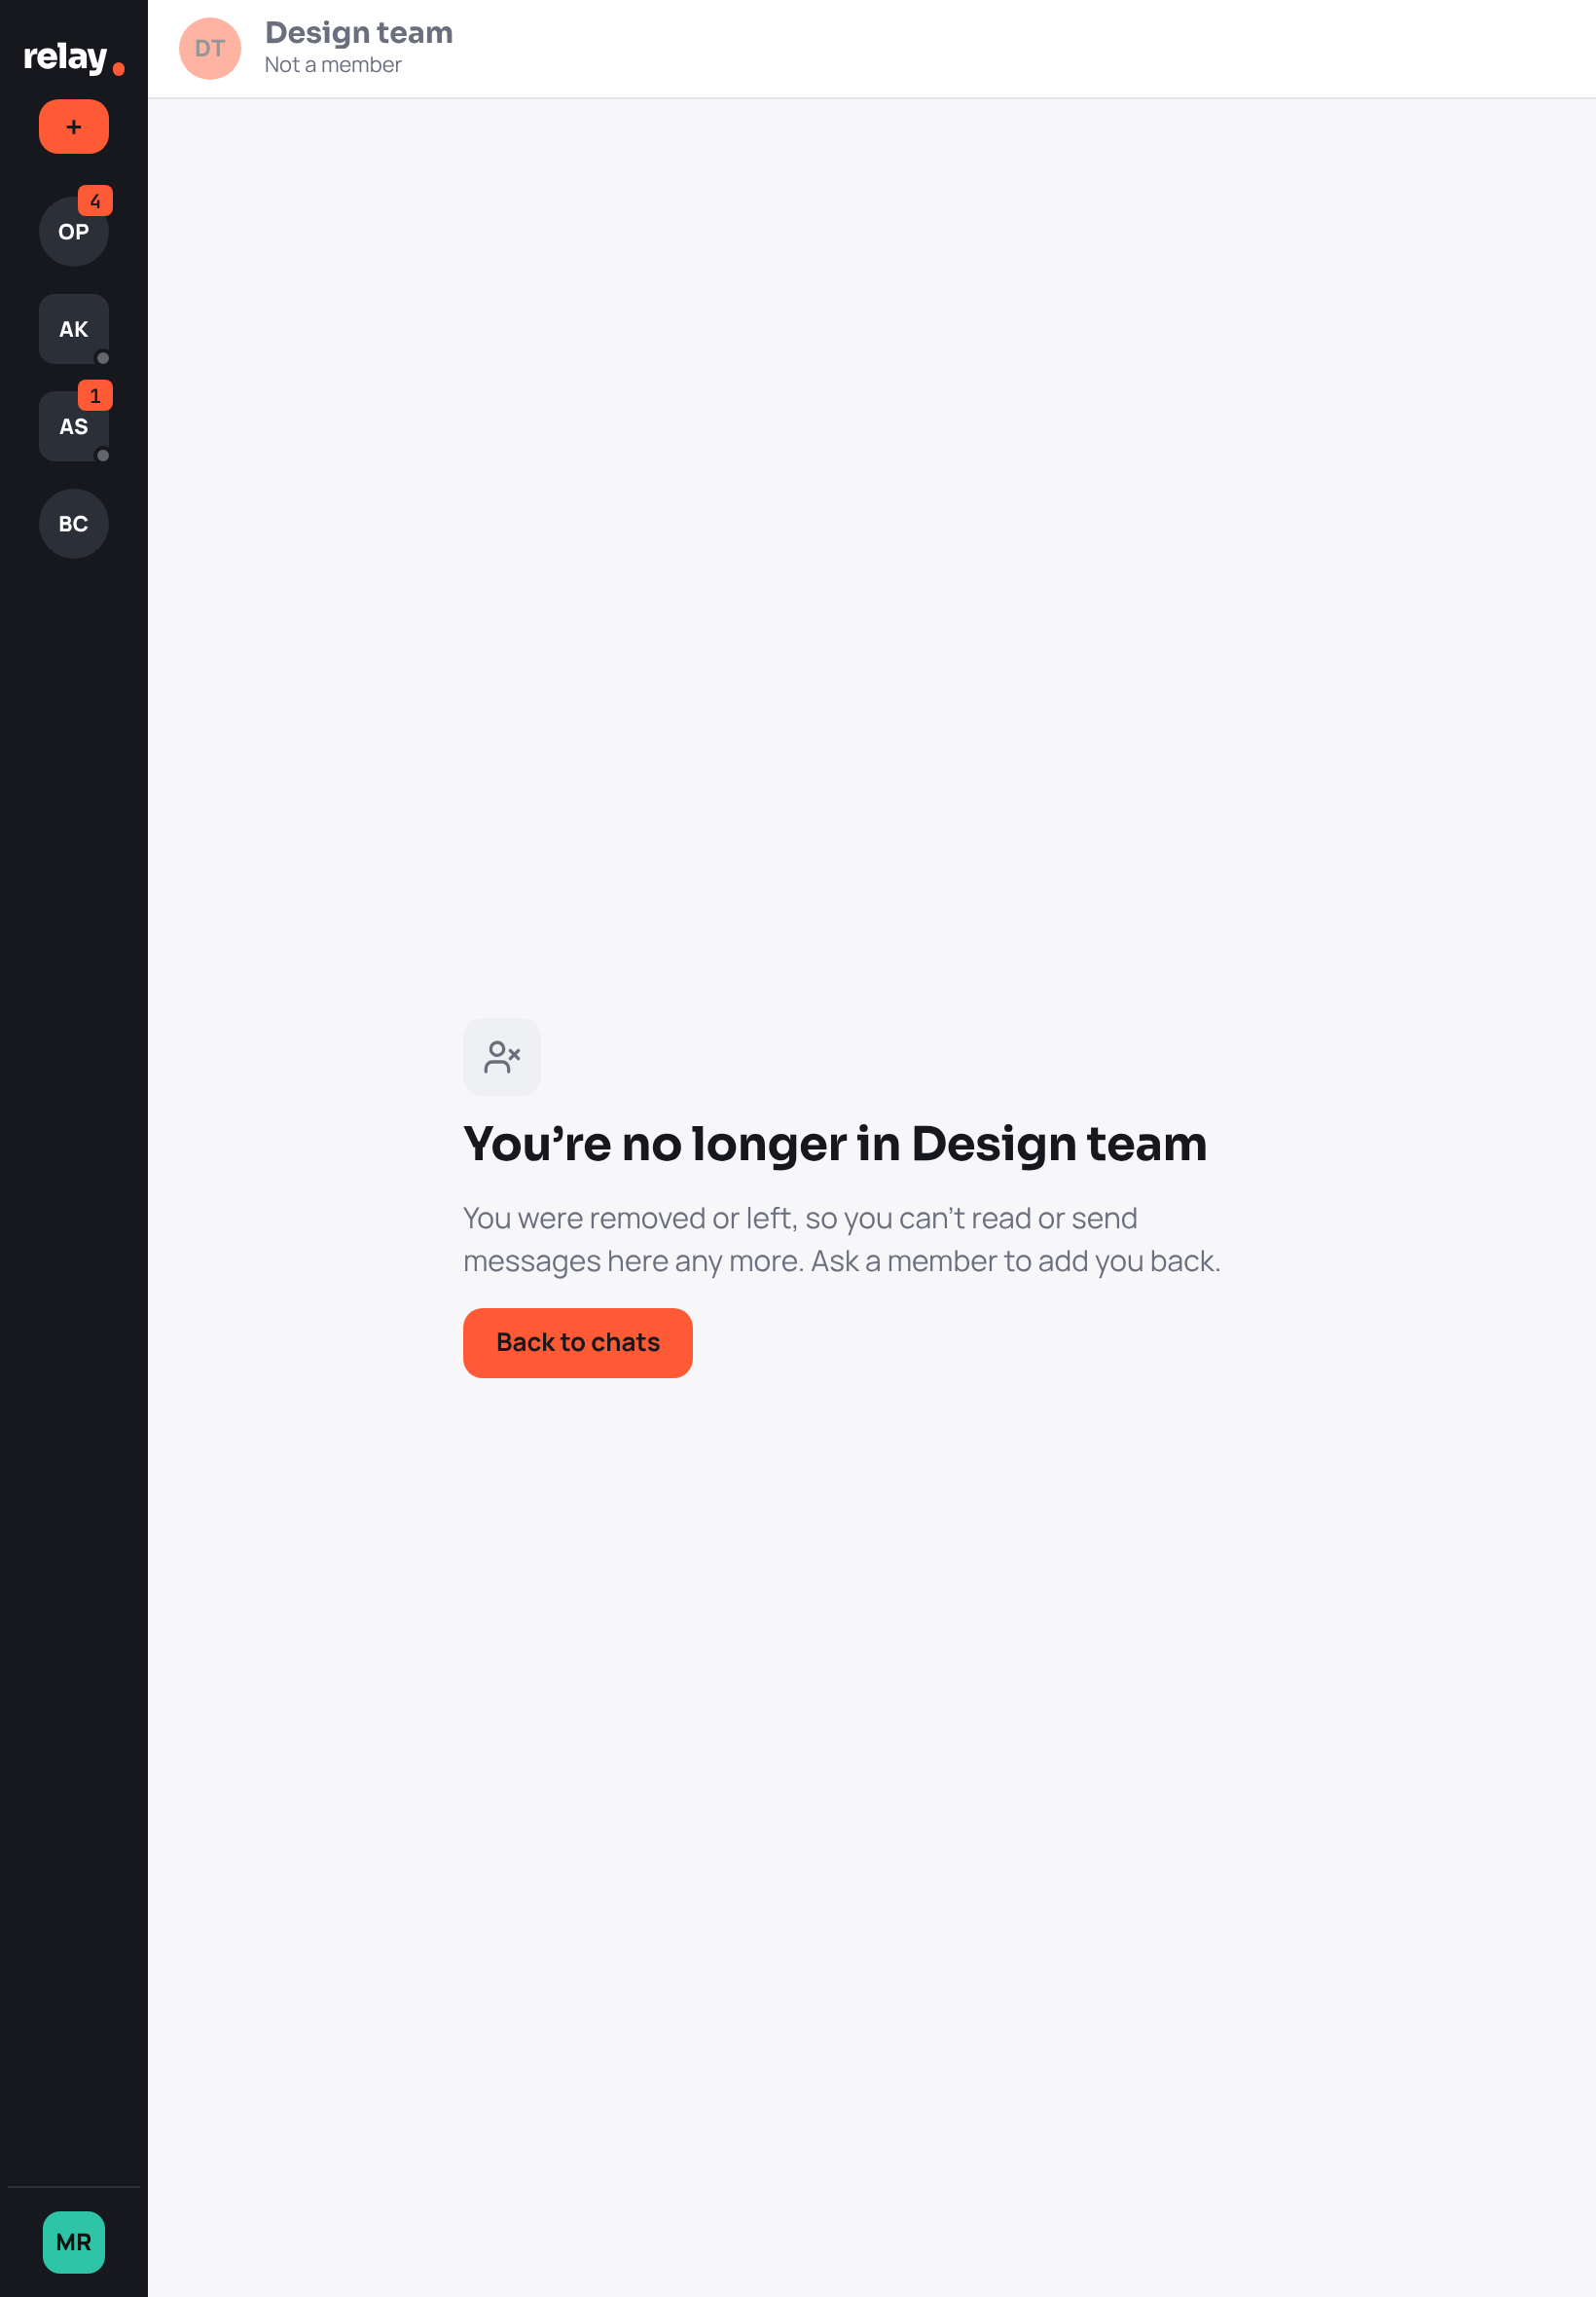 relay.
+
4
OP
AK
1
AS
BC
MR
DT
Design team
Not a member
You’re no longer in Design team
You were removed or left, so you can’t read or send
messages here any more. Ask a member to add you back.
Back to chats